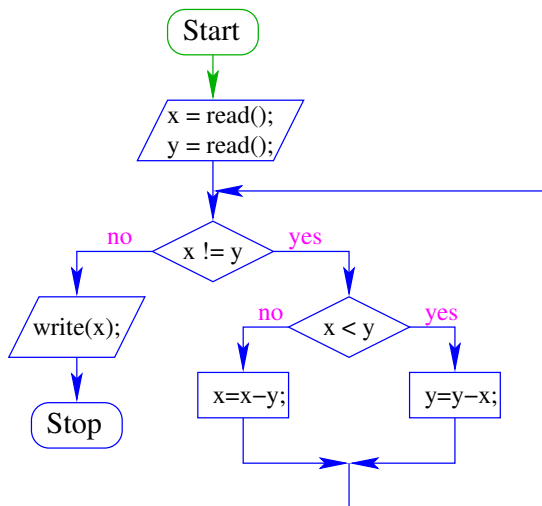 Start
x = read();
y = read();
no
yes
x != y
no
yes
write(x);
x < y
x=x−y;
y=y−x;
Stop